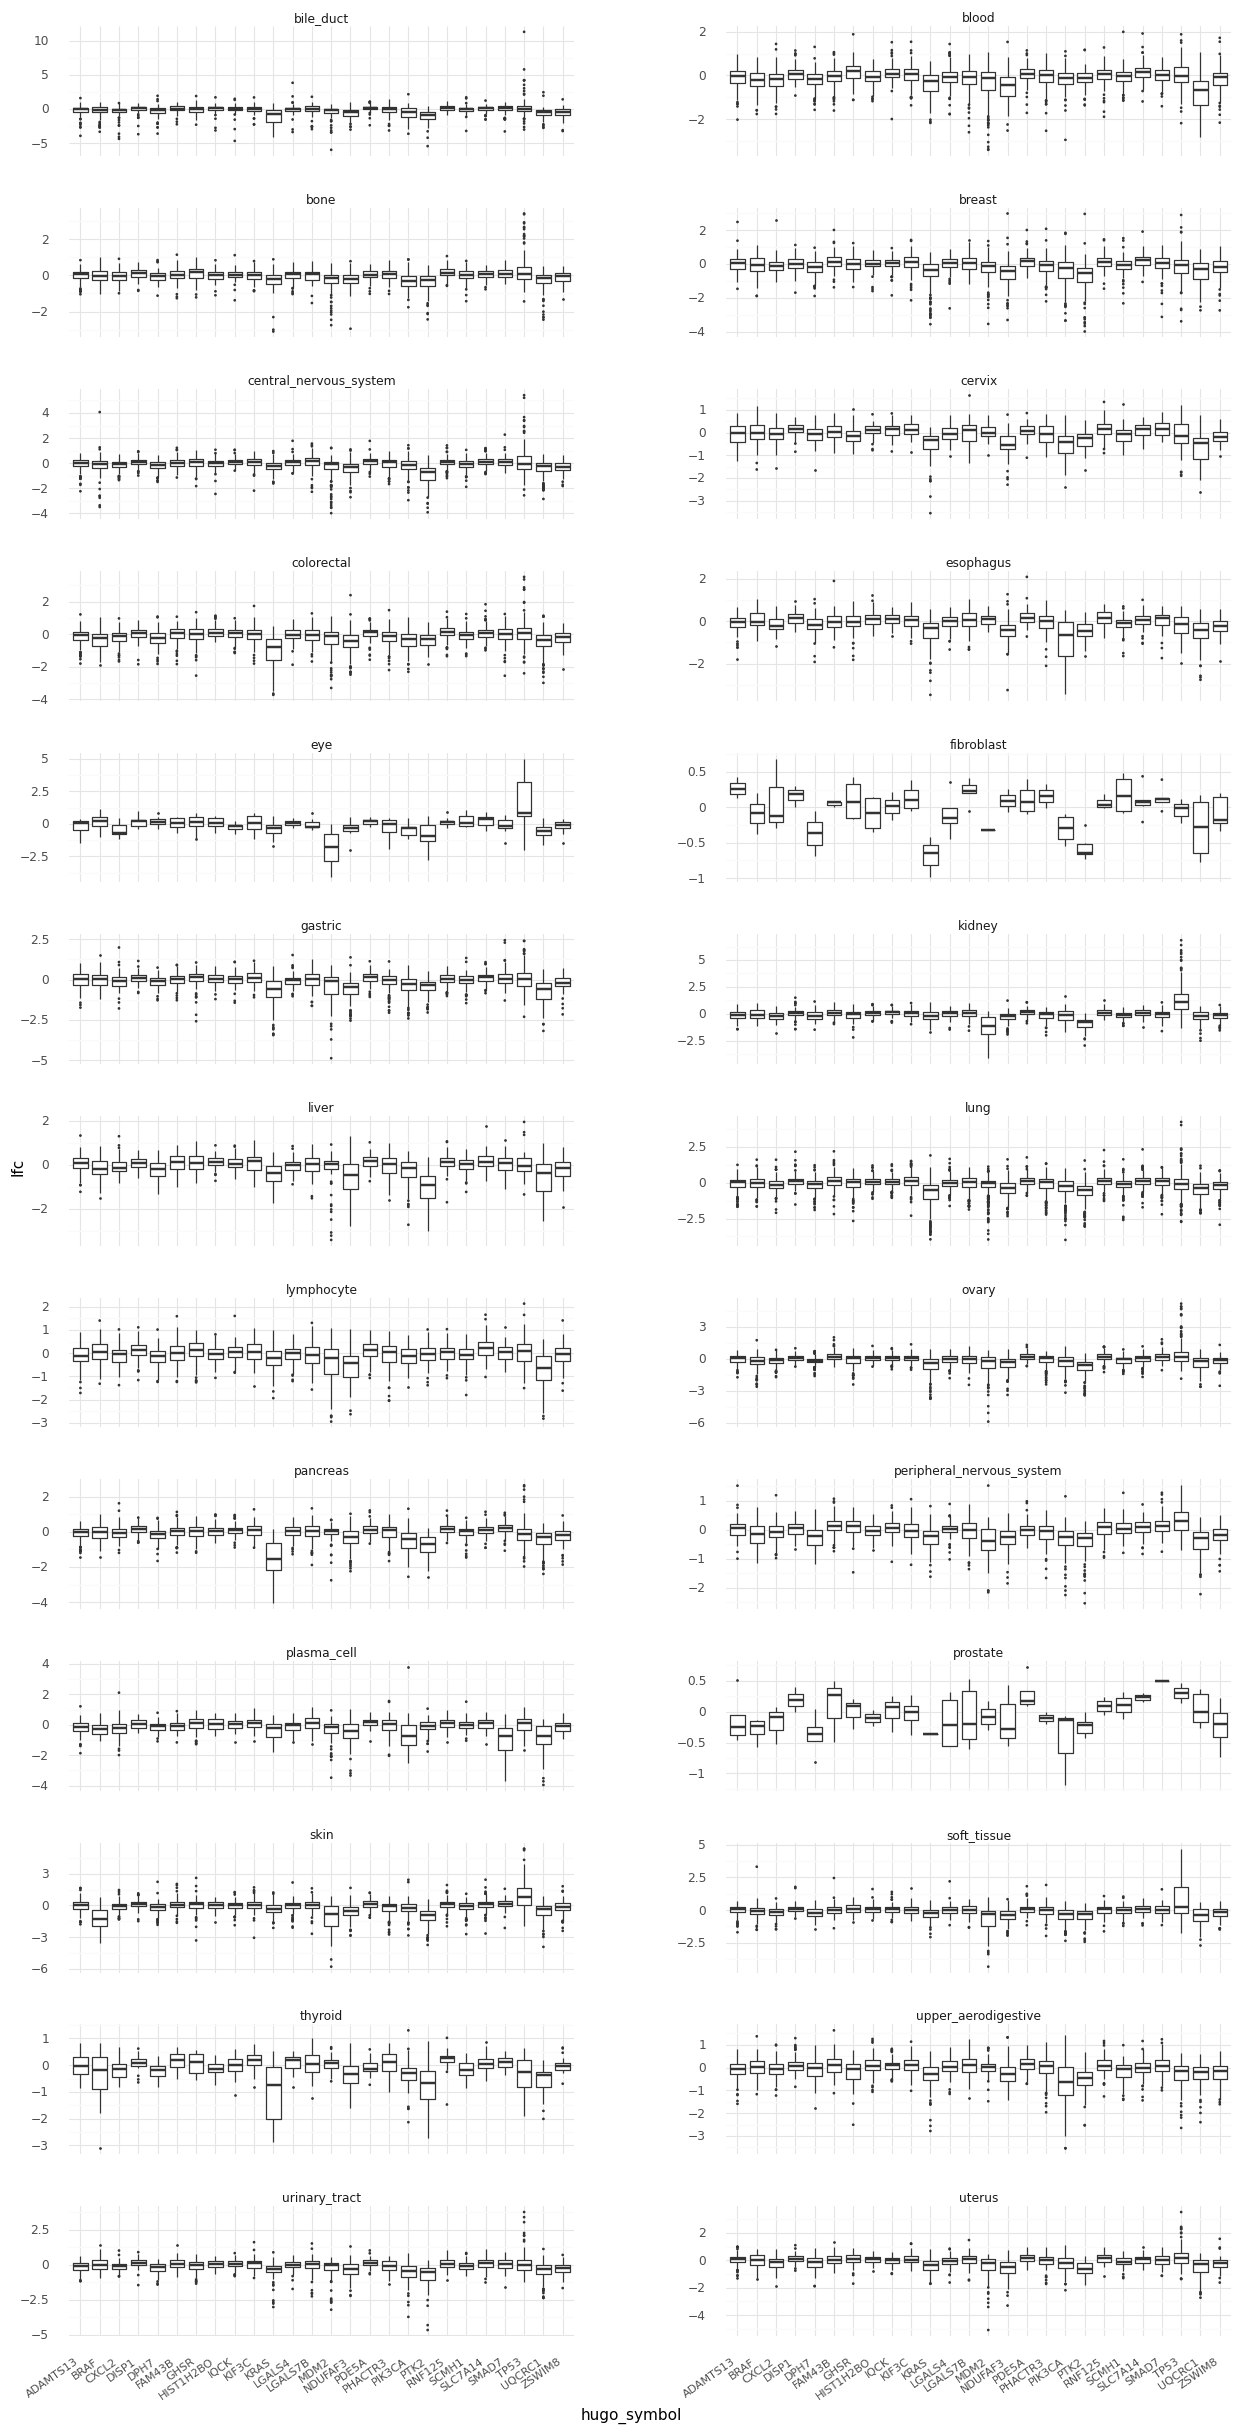 bile_duct
10
5
0
−5
blood
2
0
−2
bone
2
0
−2
breast
2
0
−2
−4
central_nervous_system
4
2
0
−2
−4
cervix
1
0
−1
−2
−3
colorectal
2
0
−2
−4
esophagus
2
0
−2
eye
5
2.5
0
−2.5
fibroblast
0.5
0
−0.5
−1
gastric
2.5
0
−2.5
−5
kidney
5
2.5
0
−2.5
liver
2
0
−2
lung
2.5
0
−2.5
lfc
lymphocyte
2
1
0
−1
−2
−3
ovary
3
0
−3
−6
pancreas
2
0
−2
−4
peripheral_nervous_system
1
0
−1
−2
plasma_cell
4
2
0
−2
−4
prostate
0.5
0
−0.5
−1
skin
3
0
−3
−6
soft_tissue
5
2.5
0
−2.5
thyroid
1
0
−1
−2
−3
upper_aerodigestive
1
0
−1
−2
−3
urinary_tract
2.5
0
−2.5
−5
uterus
2
0
−2
−4
ADAMTS13
BRAF
CXCL2
DISP1
DPH7
FAM43B
GHSR
HIST1H2BO
IQCK
KIF3C
KRAS
LGALS4
LGALS7B
MDM2
NDUFAF3
PDE5A
PHACTR3
PIK3CA
PTK2
RNF125
SCMH1
SLC7A14
SMAD7
TP53
UQCRC1
ZSWIM8
ADAMTS13
BRAF
CXCL2
DISP1
DPH7
FAM43B
GHSR
HIST1H2BO
IQCK
KIF3C
KRAS
LGALS4
LGALS7B
MDM2
NDUFAF3
PDE5A
PHACTR3
PIK3CA
PTK2
RNF125
SCMH1
SLC7A14
SMAD7
TP53
UQCRC1
ZSWIM8
hugo_symbol